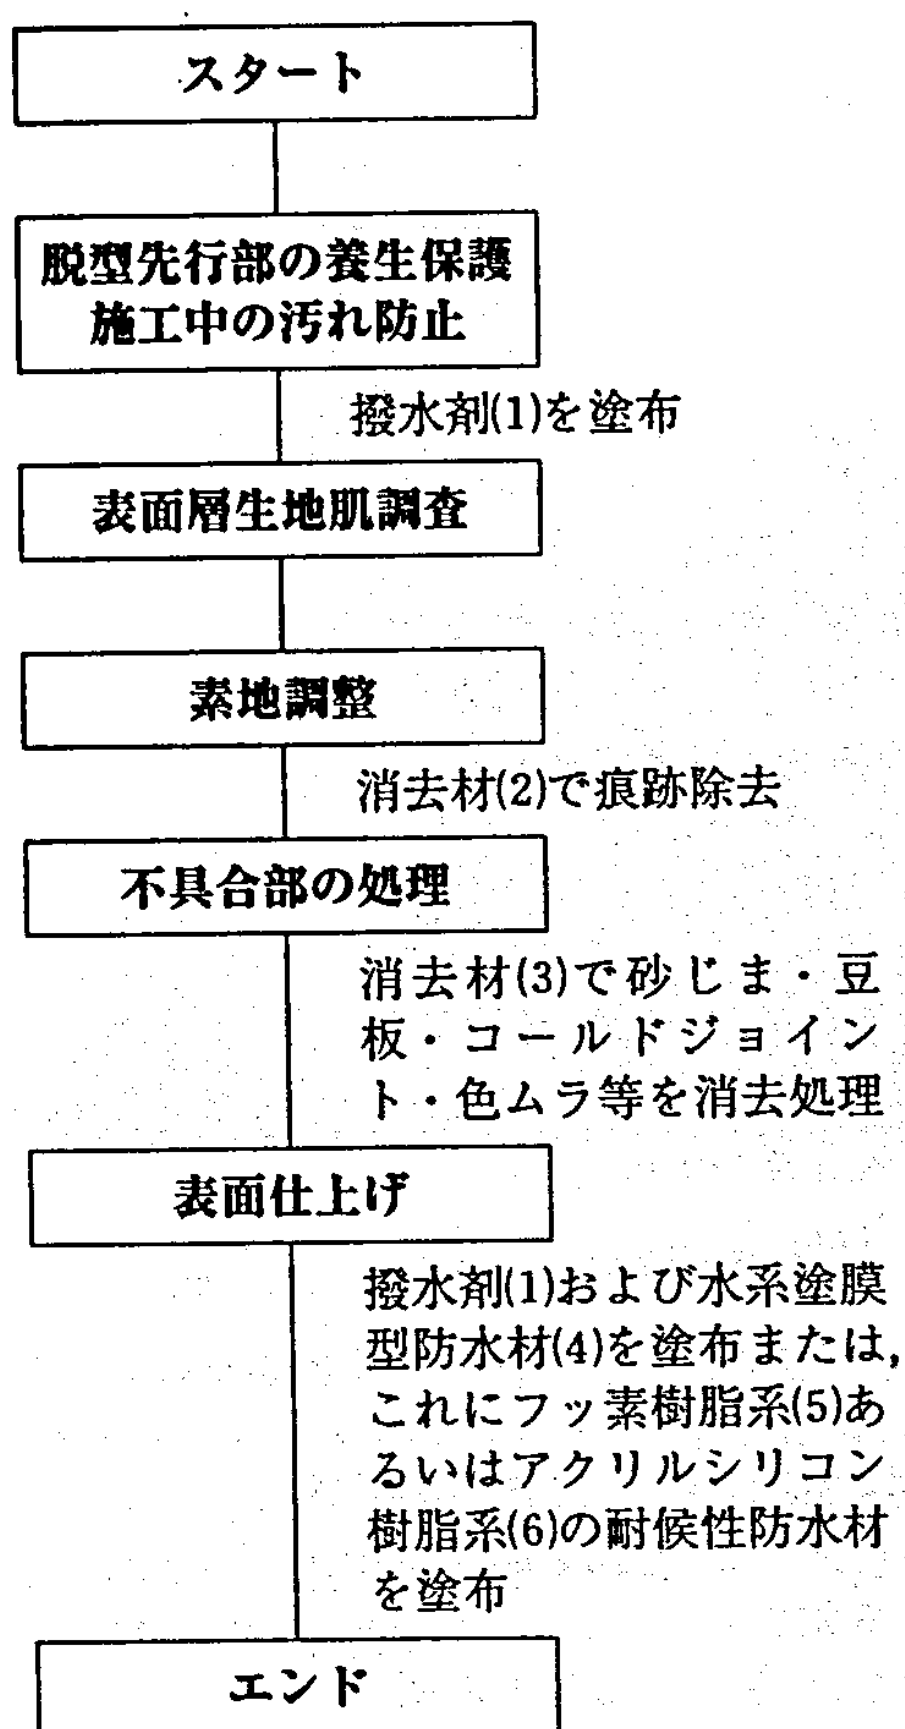 スタート
脱型先行部の養生保護
施工中の汚れ防止
撥水剤(1)を塗布
表面層生地肌調査
素地調整
消去材(2)で痕跡除去
不具合部の処理
消去材(3)で砂じま・豆
板・コールドジョイン
ト・色ムラ等を消去処理
表面仕上げ
撥水剤(1)および水系塗膜
型防水材(4)を塗布または,
これにフッ素樹脂系(5)あ
るいはアクリルシリコン
樹脂系(6)の耐候性防水材
を塗布
エンド